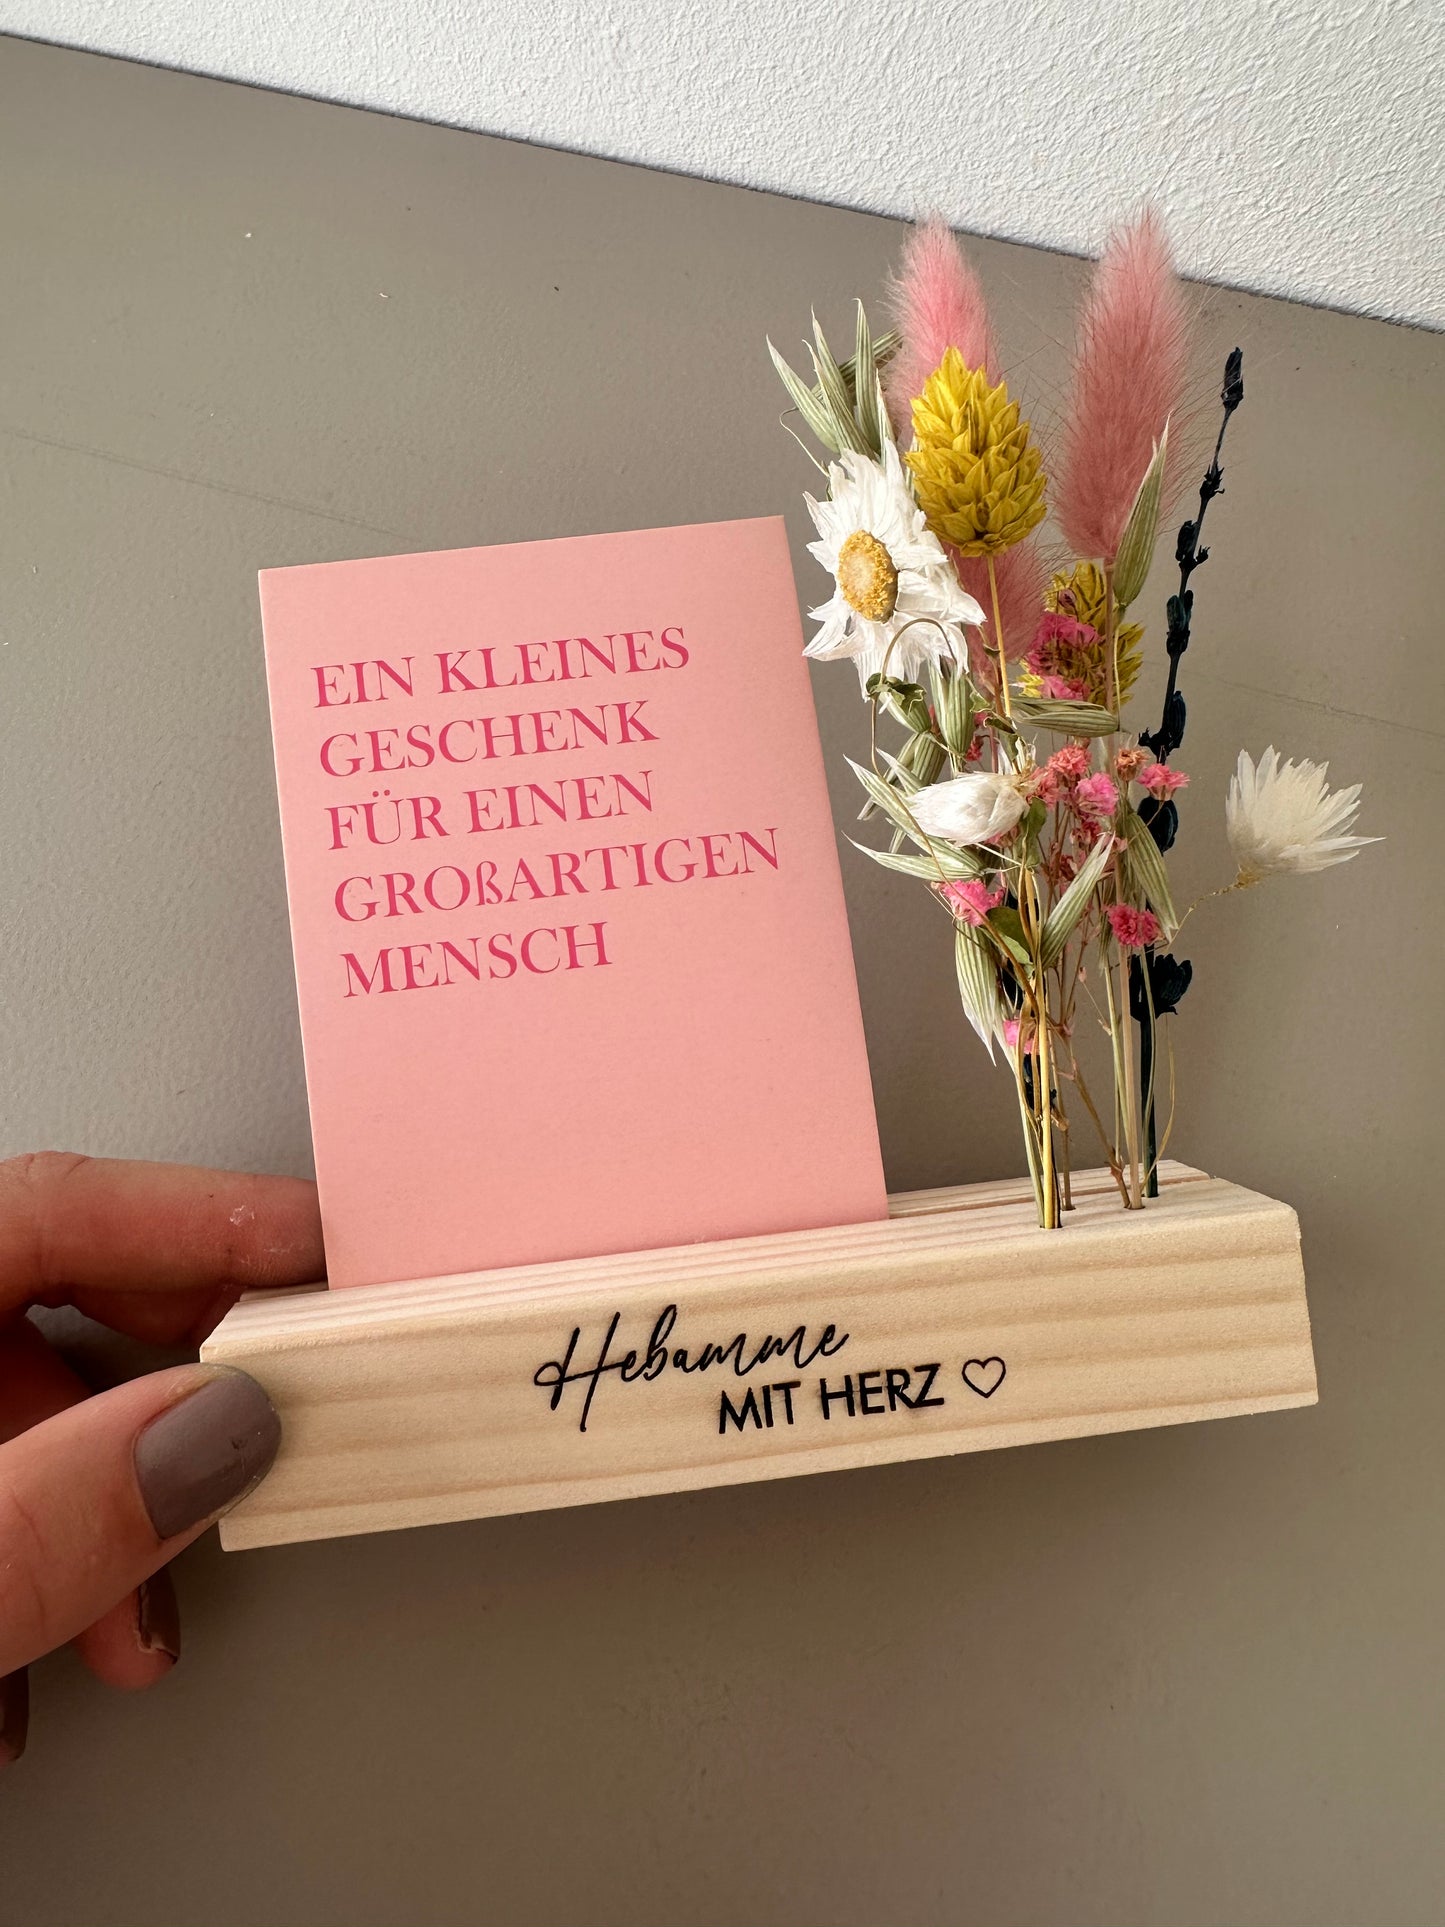 EIN KLEINES
GESCHENK
FÜR EINEN
GROßARTIGEN
MENSCH
Hebamme
MIT HERZ ♡